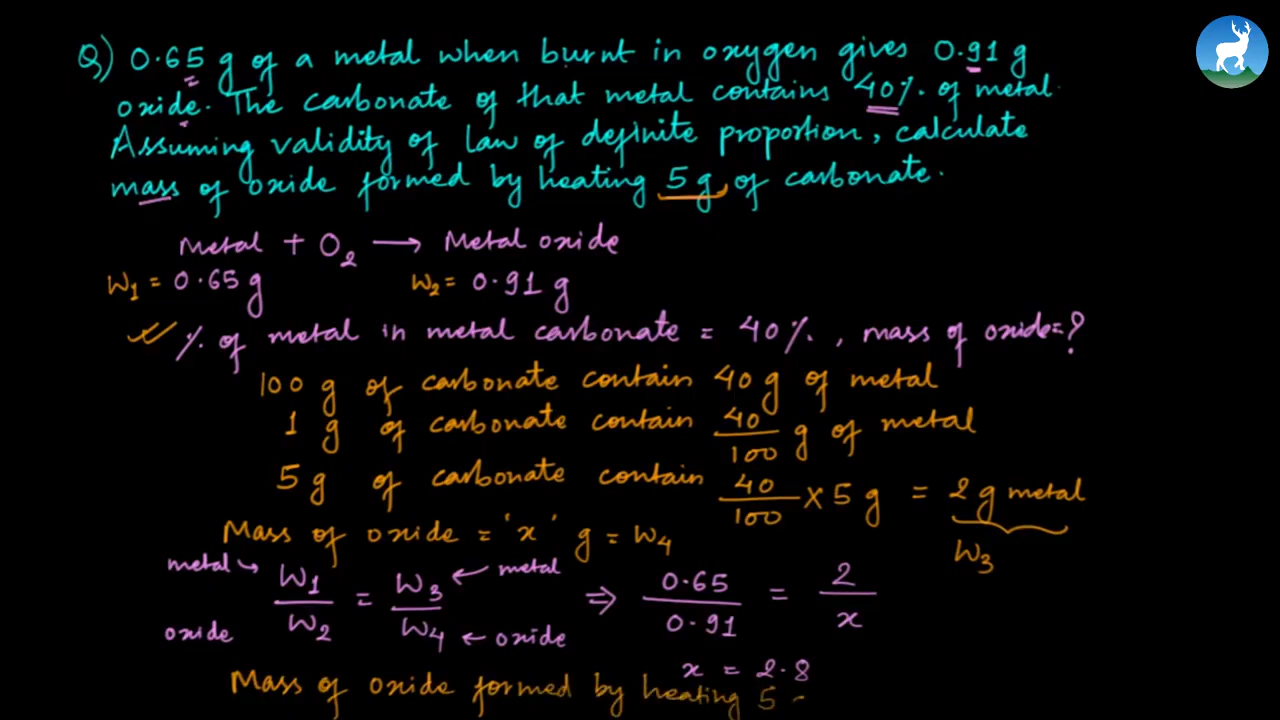 Q) 0.65 g of a metal when burnt in oxygen gives 0.91 g
oxide. The carbonate of that metal contains 40% of metal.
Assuming validity of law of definite proportion, calculate
mass of oxide formed by heating 5 g of carbonate.
Metal + O2 → Metal oxide
W1 = 0.65 g W2 = 0.91 g
% of metal in metal carbonate = 40%, mass of oxide=?
100 g of carbonate contain 40 g of metal
1 g of carbonate contain 40/100 g of metal
5 g of carbonate contain 40/100 × 5 g = 2 g metal
W3
Mass of oxide = 'x' g = W4
metal → W1/W2 = W3/W4 ← metal ⇒ 0.65/0.91 = 2/x
oxide ← oxide
x = 2.8
Mass of oxide formed by heating 5